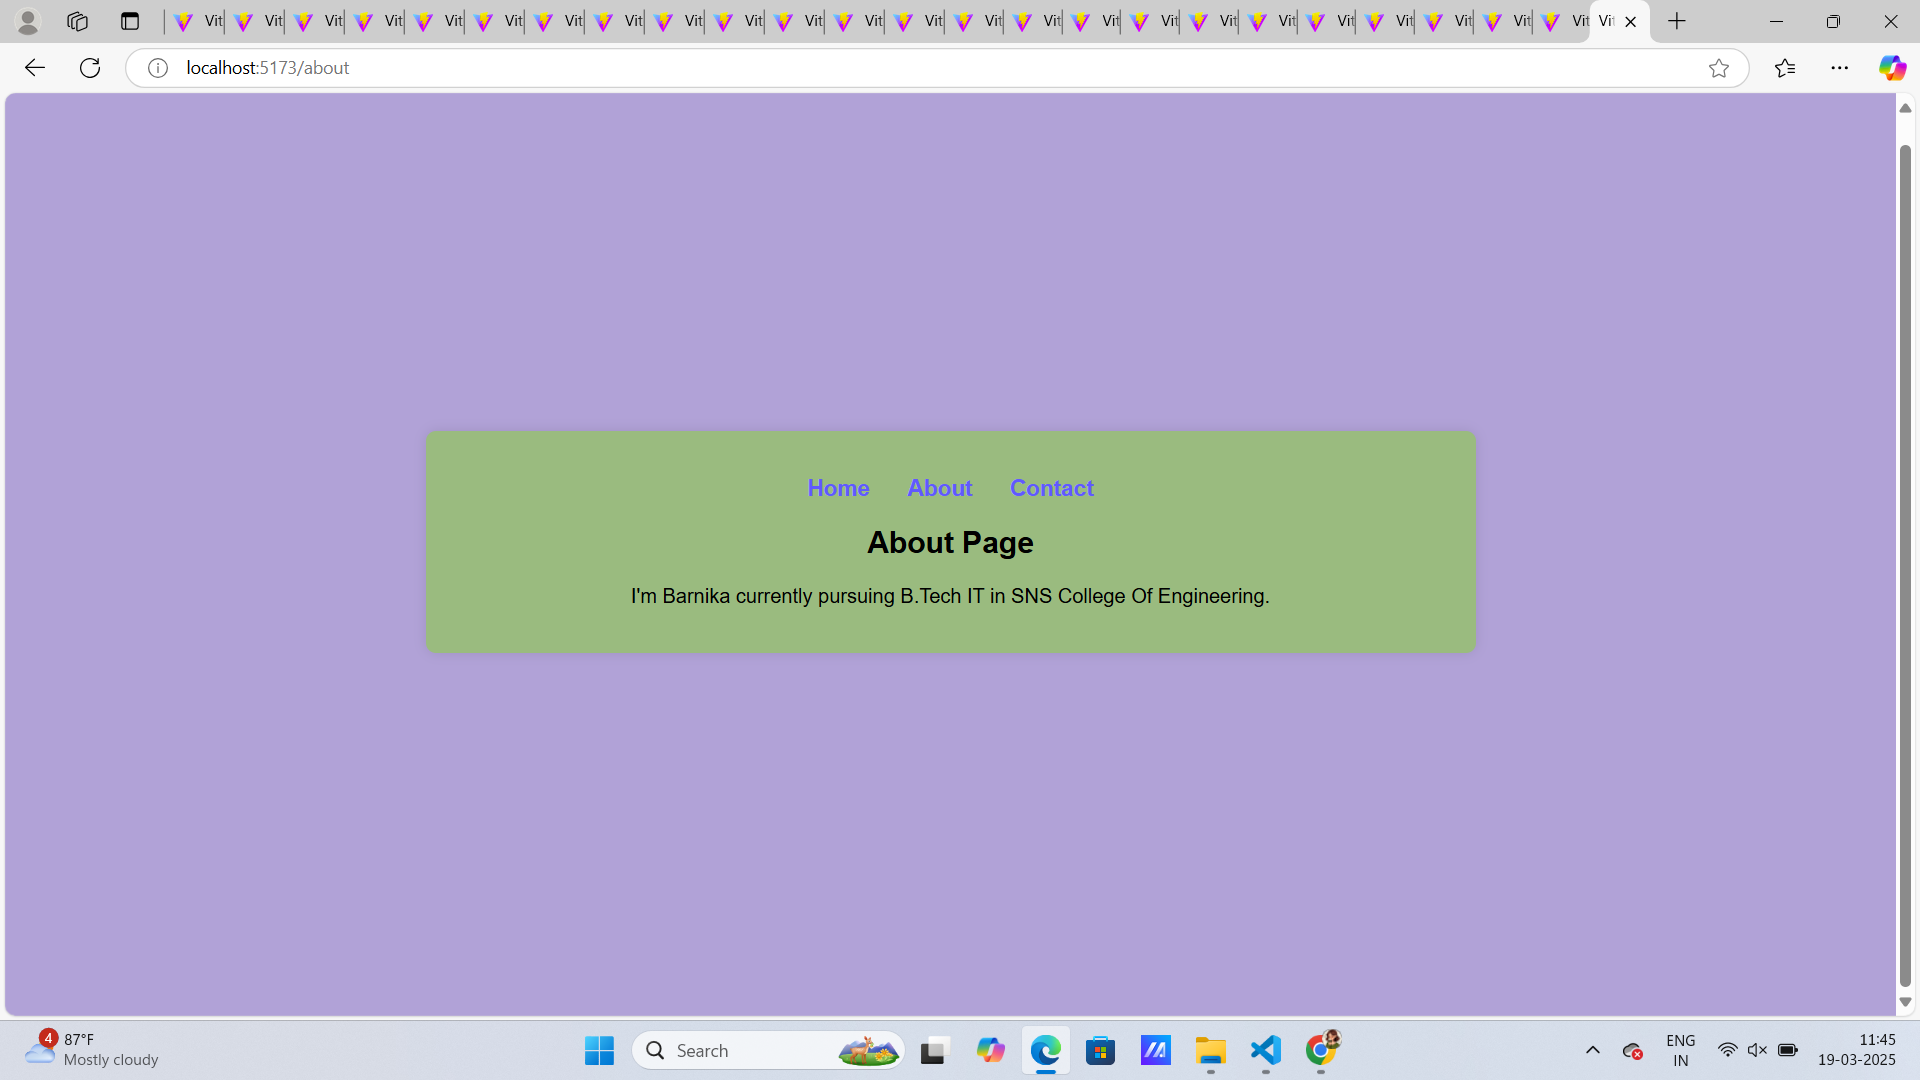 Vit Vit Vit Vit Vit Vit Vit Vit Vit Vit Vit Vit Vit Vit Vit Vit Vit Vit Vit Vit Vit Vit Vit Vit Vit
localhost:5173/about
Home About Contact
About Page
I'm Barnika currently pursuing B.Tech IT in SNS College Of Engineering.
4
87°F
Mostly cloudy
Search
ENG
IN
11:45
19-03-2025